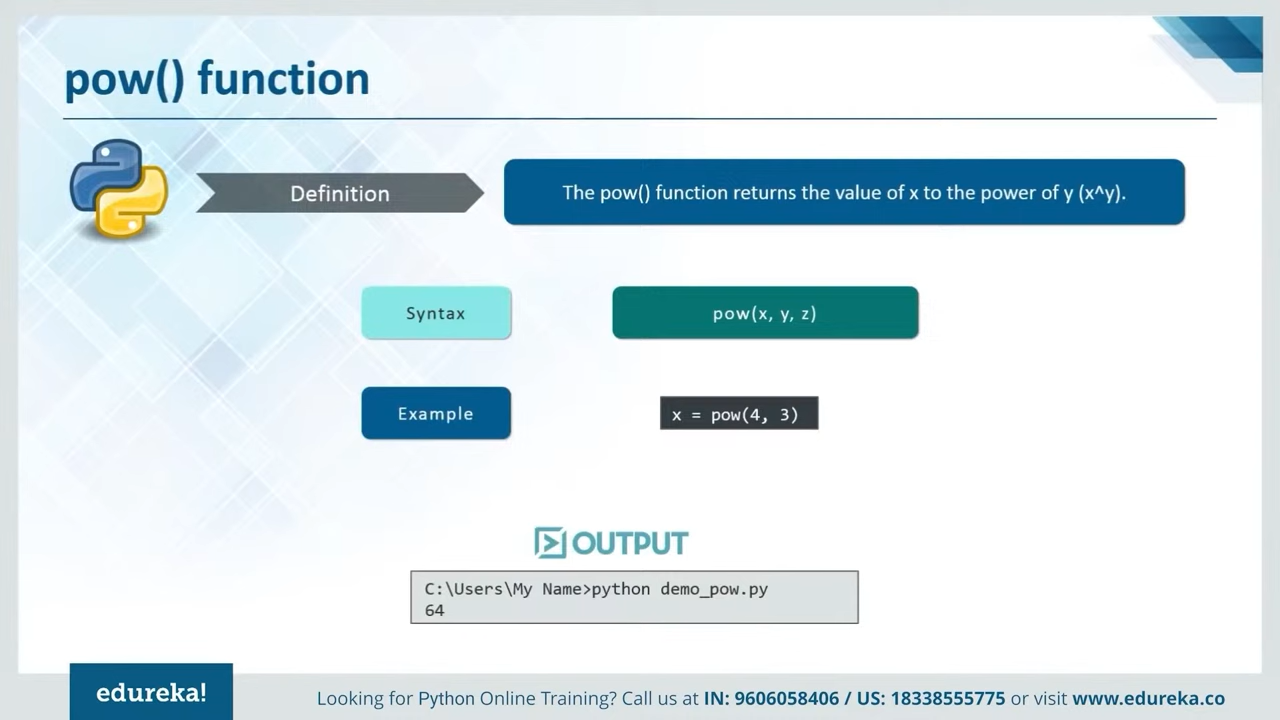 pow() function
Definition
The pow() function returns the value of x to the power of y (x^y).
Syntax
pow(x, y, z)
Example
x = pow(4, 3)
OUTPUT
C:\Users\My Name>python demo_pow.py
64
edureka!
Looking for Python Online Training? Call us at IN: 9606058406 / US: 18338555775 or visit www.edureka.co